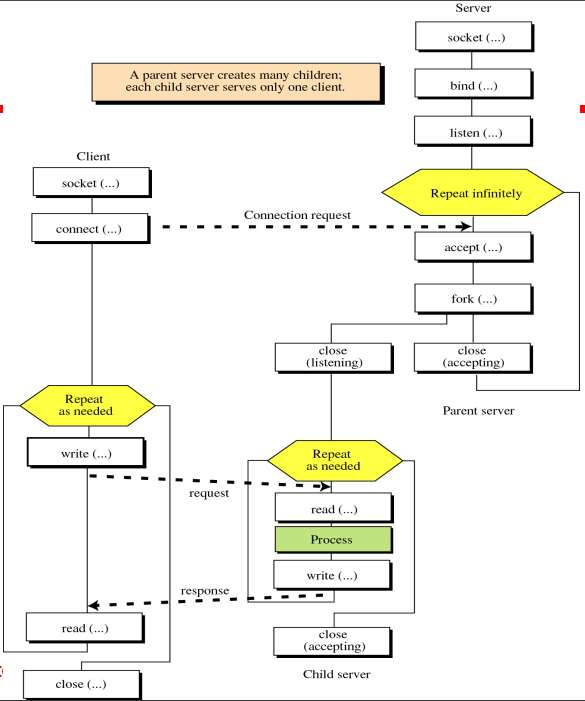 Server
socket (...)
A parent server creates many children;
each child server serves only one client.
bind (...)
listen (...)
Client
socket (...)
Repeat infinitely
Connection request
connect (...)
accept (...)
fork (...)
close
(listening)
close
(accepting)
Parent server
Repeat
as needed
write (...)
Repeat
as needed
request
read (...)
Process
write (...)
response
read (...)
close
(accepting)
Child server
close (...)